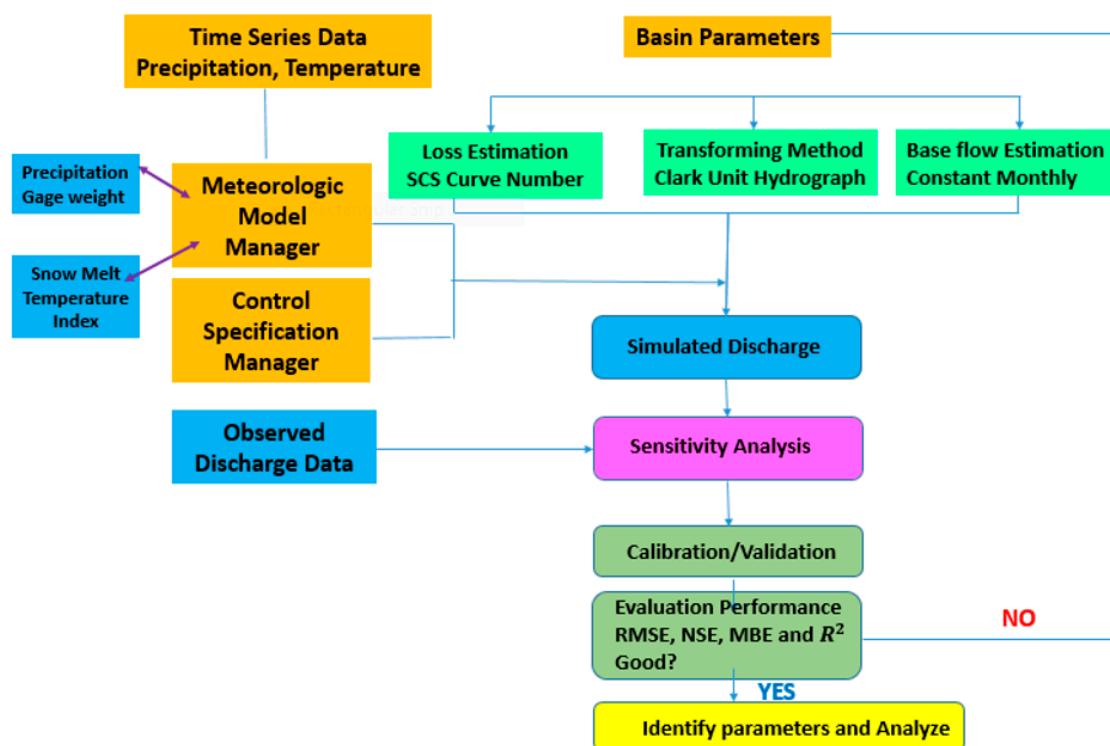 Time Series Data
Precipitation, Temperature
Basin Parameters
Loss Estimation
SCS Curve Number
Transforming Method
Clark Unit Hydrograph
Base flow Estimation
Constant Monthly
Precipitation
Gage weight
Meteorologic
Model
Manager
Snow Melt
Temperature
Index
Control
Specification
Manager
Simulated Discharge
Observed
Discharge Data
Sensitivity Analysis
Calibration/Validation
Evaluation Performance
RMSE, NSE, MBE and R²
Good?
NO
YES
Identify parameters and Analyze